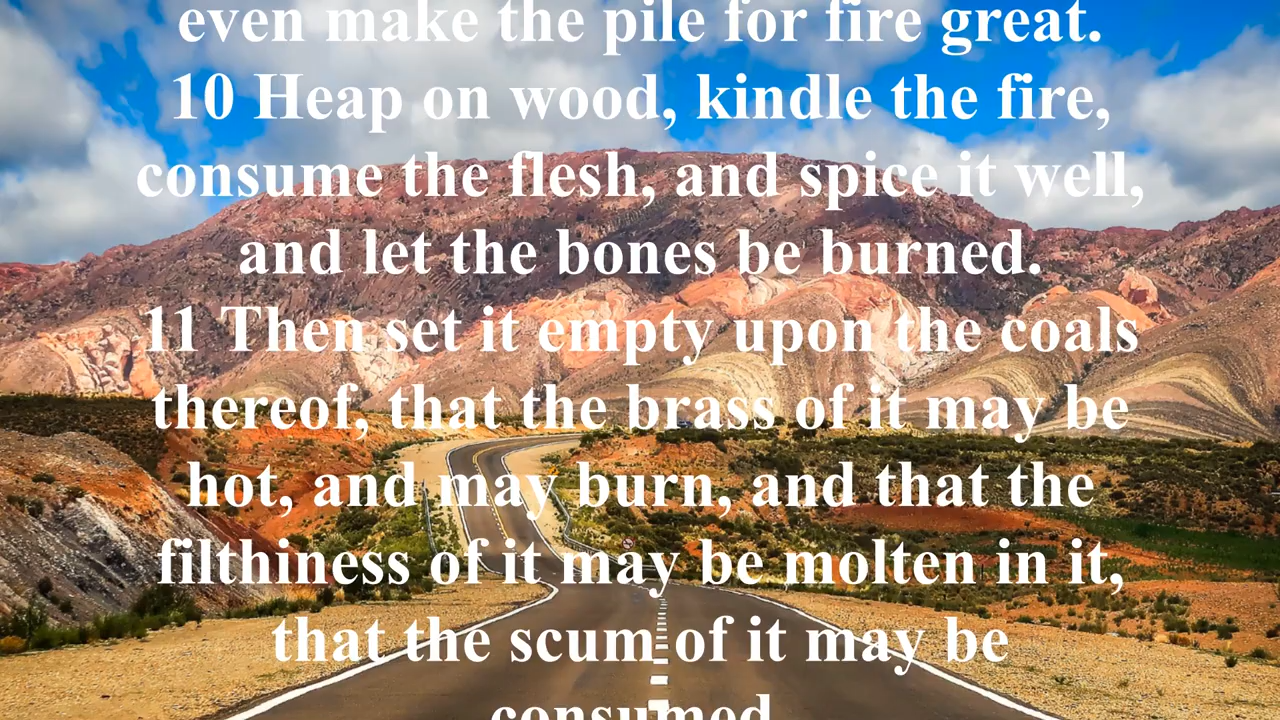 even make the pile for fire great.
10 Heap on wood, kindle the fire,
consume the flesh, and spice it well,
and let the bones be burned.
11 Then set it empty upon the coals
thereof, that the brass of it may be
hot, and may burn, and that the
filthiness of it may be molten in it,
that the scum of it may be
consumed.